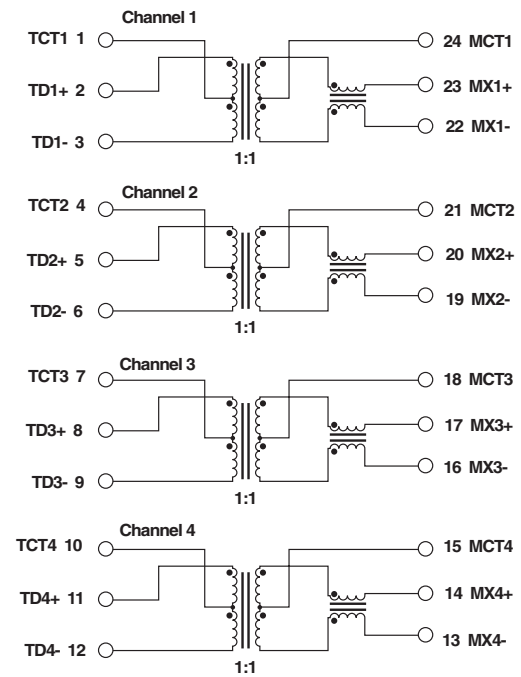 Channel 1
TCT1 1
24 MCT1
TD1+ 2
23 MX1+
22 MX1-
TD1- 3
1:1
Channel 2
TCT2 4
21 MCT2
TD2+ 5
20 MX2+
19 MX2-
TD2- 6
1:1
Channel 3
TCT3 7
18 MCT3
TD3+ 8
17 MX3+
16 MX3-
TD3- 9
1:1
Channel 4
TCT4 10
15 MCT4
TD4+ 11
14 MX4+
13 MX4-
TD4- 12
1:1